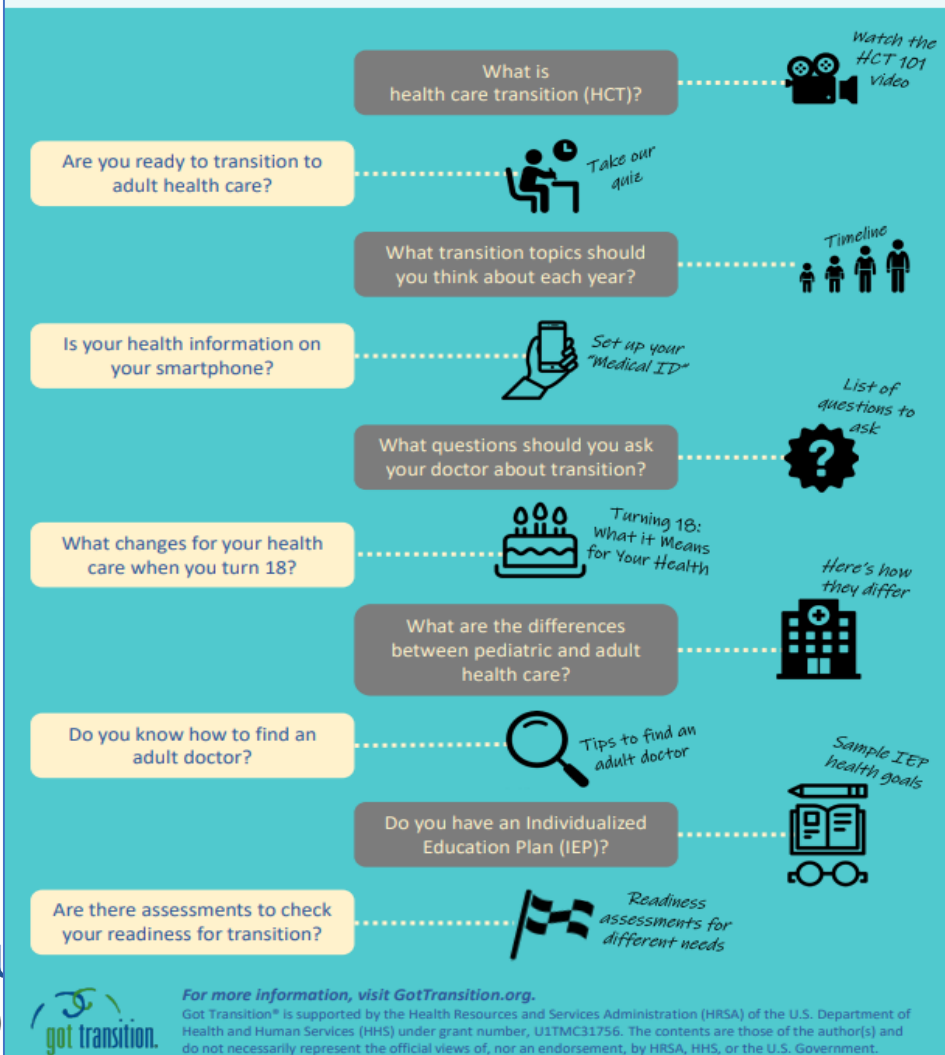 What is
health care transition (HCT)?
Watch the
HCT 101
video
Are you ready to transition to
adult health care?
Take our
quiz
What transition topics should
you think about each year?
Timeline
Is your health information on
your smartphone?
Set up your
"Medical ID"
What questions should you ask
your doctor about transition?
List of
questions to
ask
?
What changes for your health
care when you turn 18?
Turning 18:
What it Means
for Your Health
What are the differences
between pediatric and adult
health care?
Here's how
they differ
Do you know how to find an
adult doctor?
Tips to find an
adult doctor
Do you have an Individualized
Education Plan (IEP)?
Sample IEP
health goals
Are there assessments to check
your readiness for transition?
Readiness
assessments for
different needs
got transition.
For more information, visit GotTransition.org.
Got Transition® is supported by the Health Resources and Services Administration (HRSA) of the U.S. Department of
Health and Human Services (HHS) under grant number, U1TMC31756. The contents are those of the author(s) and
do not necessarily represent the official views of, nor an endorsement, by HRSA, HHS, or the U.S. Government.